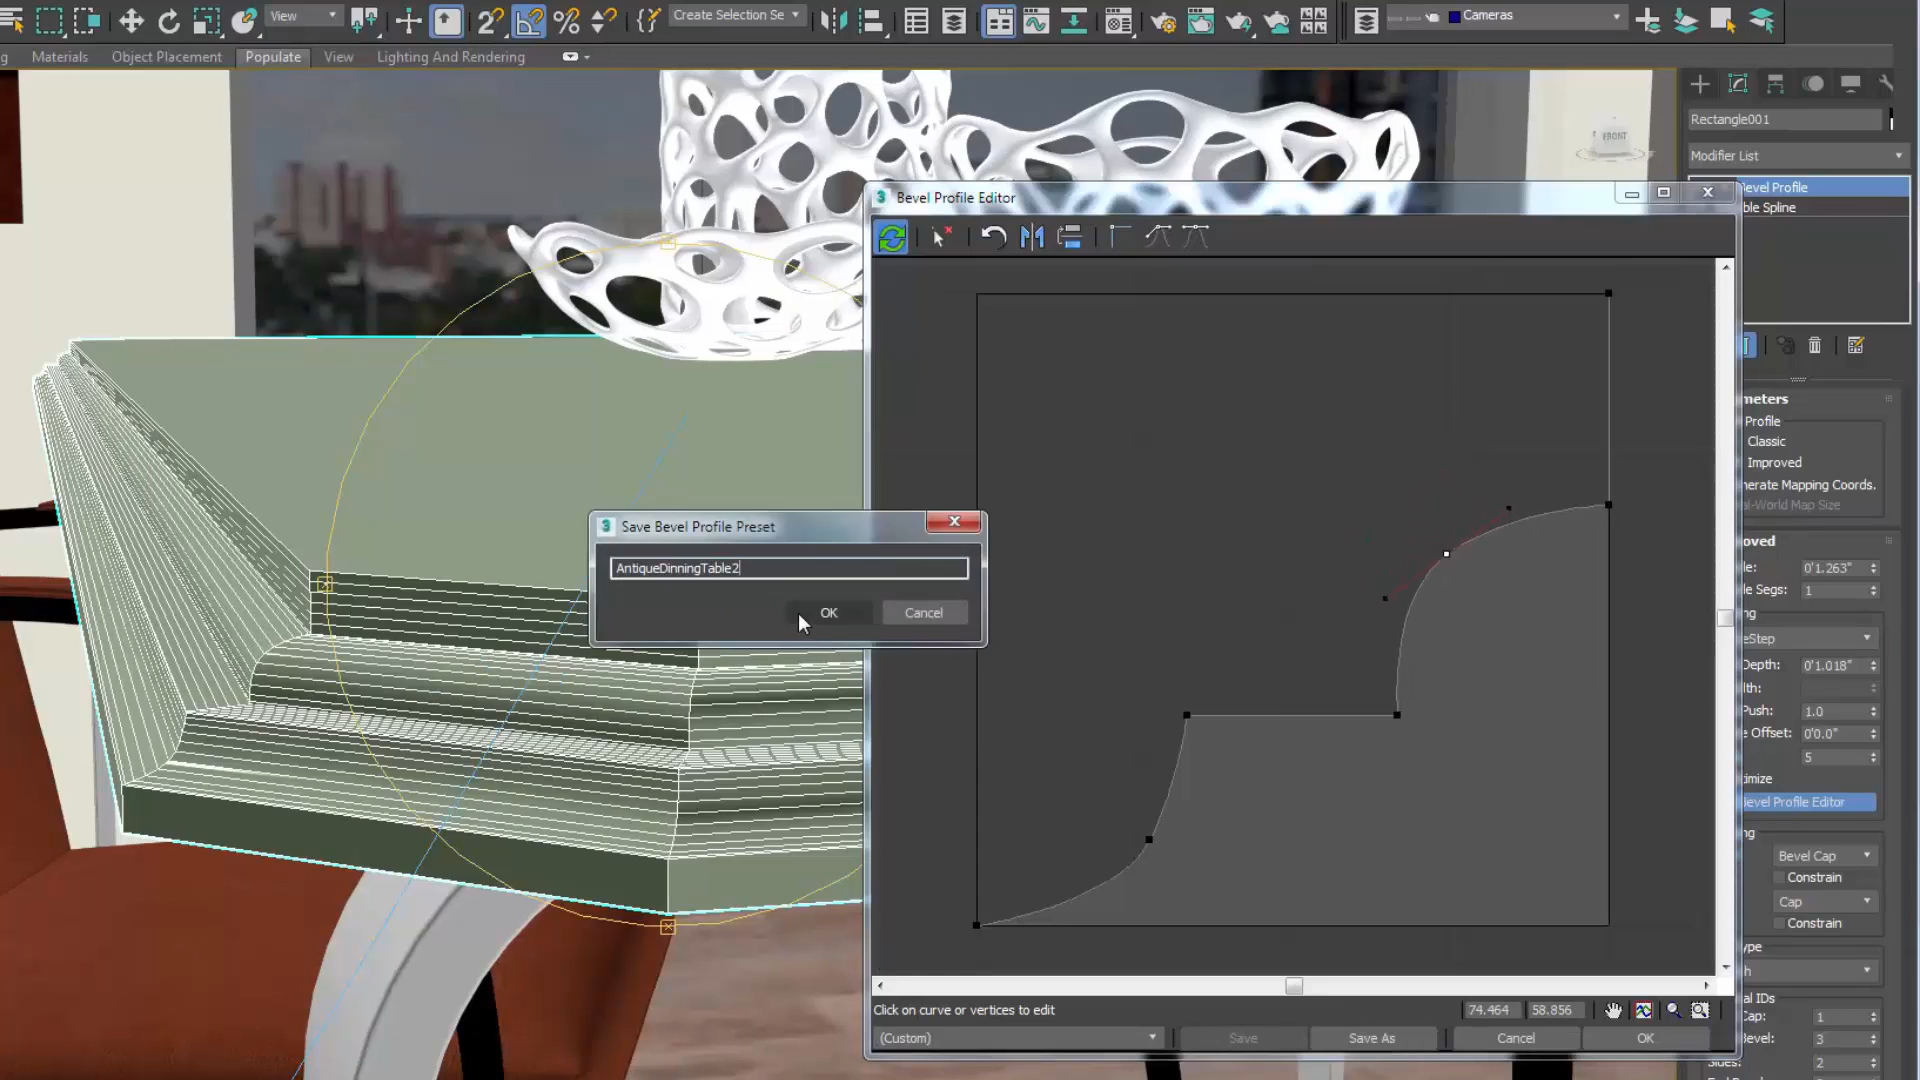 View
Create Selection Se
Cameras
g Materials Object Placement Populate View Lighting And Rendering
Rectangle001
FRONT
Modifier List
Bevel Profile Editor
evel Profile
ble Spline
meters
Profile
Classic
Improved
nerate Mapping Coords.
al-World Map Size
Save Bevel Profile Preset
AntiqueDinningTable2
OK Cancel
oved
le: 0'1.263"
le Segs: 1
ng
eStep
Depth: 0'1.018"
lth:
Push: 1.0
e Offset: 0'0.0"
5
imize
evel Profile Editor
ng
Bevel Cap
Constrain
Cap
Constrain
ype
h
al IDs
Cap: 1
Bevel: 3
Sides: 2
Click on curve or vertices to edit 74.464 58.856
(Custom) Save Save As Cancel OK